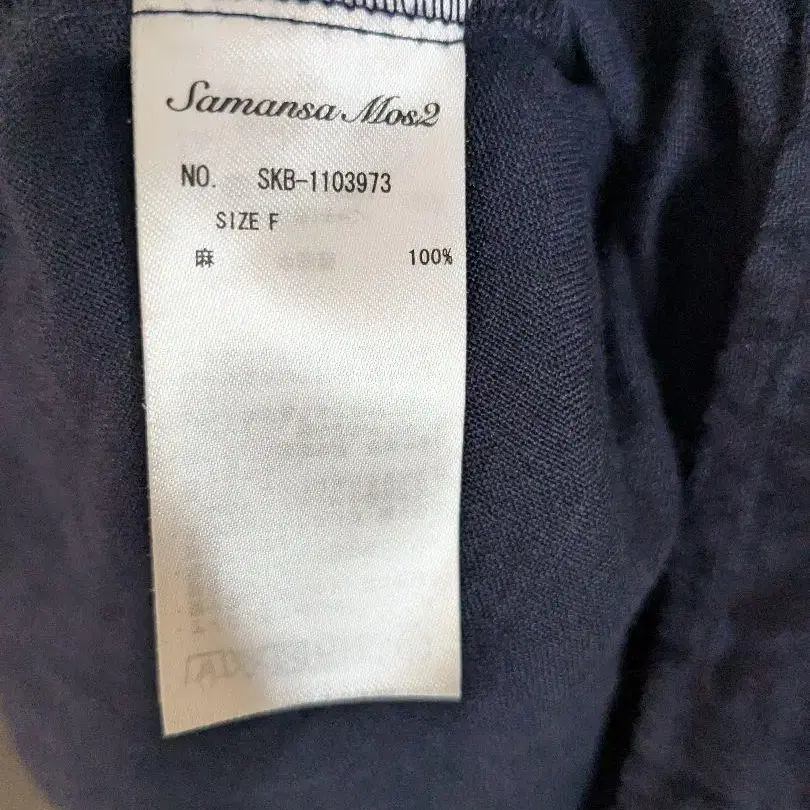 Samansa Mos2
NO. SKB-1103973
SIZE F
麻 100%